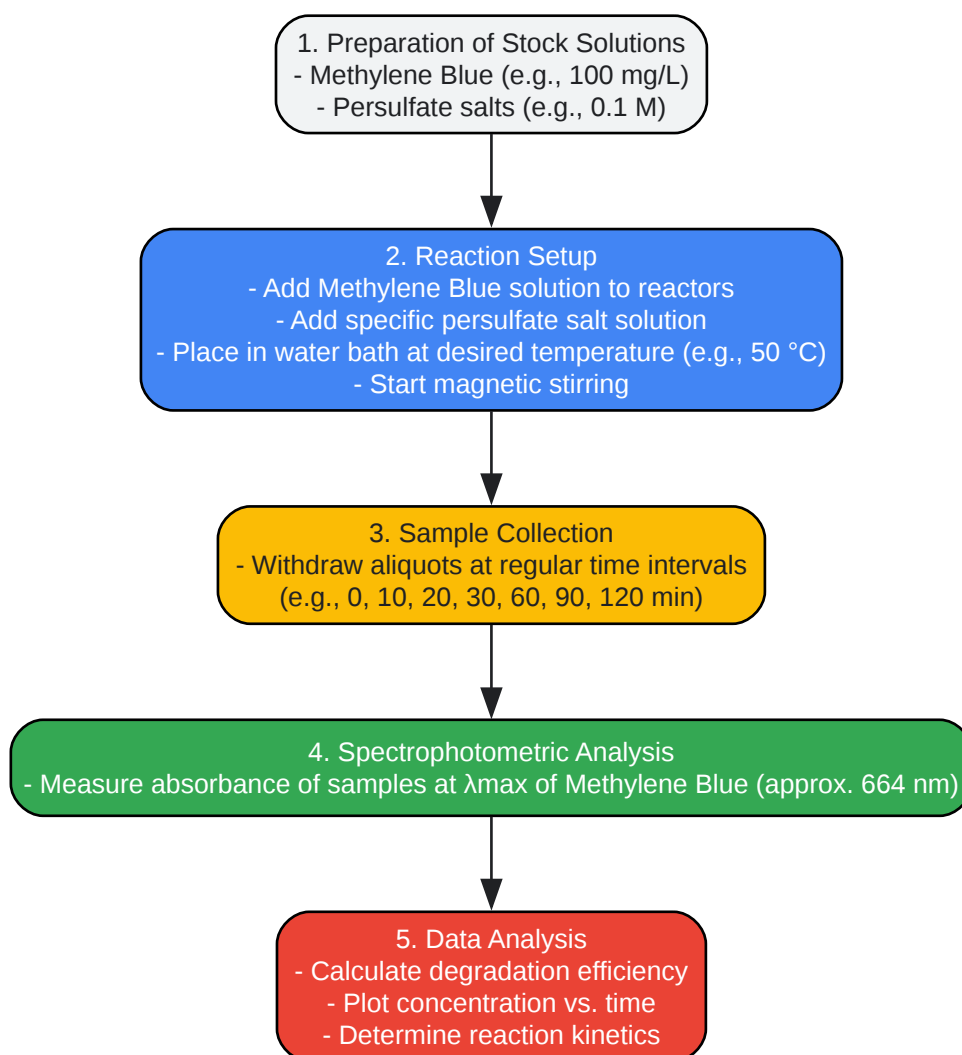 1. Preparation of Stock Solutions
- Methylene Blue (e.g., 100 mg/L)
- Persulfate salts (e.g., 0.1 M)
2. Reaction Setup
- Add Methylene Blue solution to reactors
- Add specific persulfate salt solution
- Place in water bath at desired temperature (e.g., 50 °C)
- Start magnetic stirring
3. Sample Collection
- Withdraw aliquots at regular time intervals
(e.g., 0, 10, 20, 30, 60, 90, 120 min)
4. Spectrophotometric Analysis
- Measure absorbance of samples at λmax of Methylene Blue (approx. 664 nm)
5. Data Analysis
- Calculate degradation efficiency
- Plot concentration vs. time
- Determine reaction kinetics